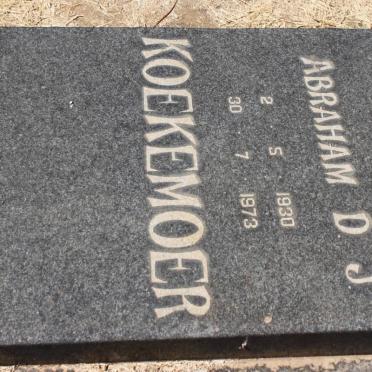 ABRAHAM D J
2 5 1930
30 7 1973
KOEKEMOER